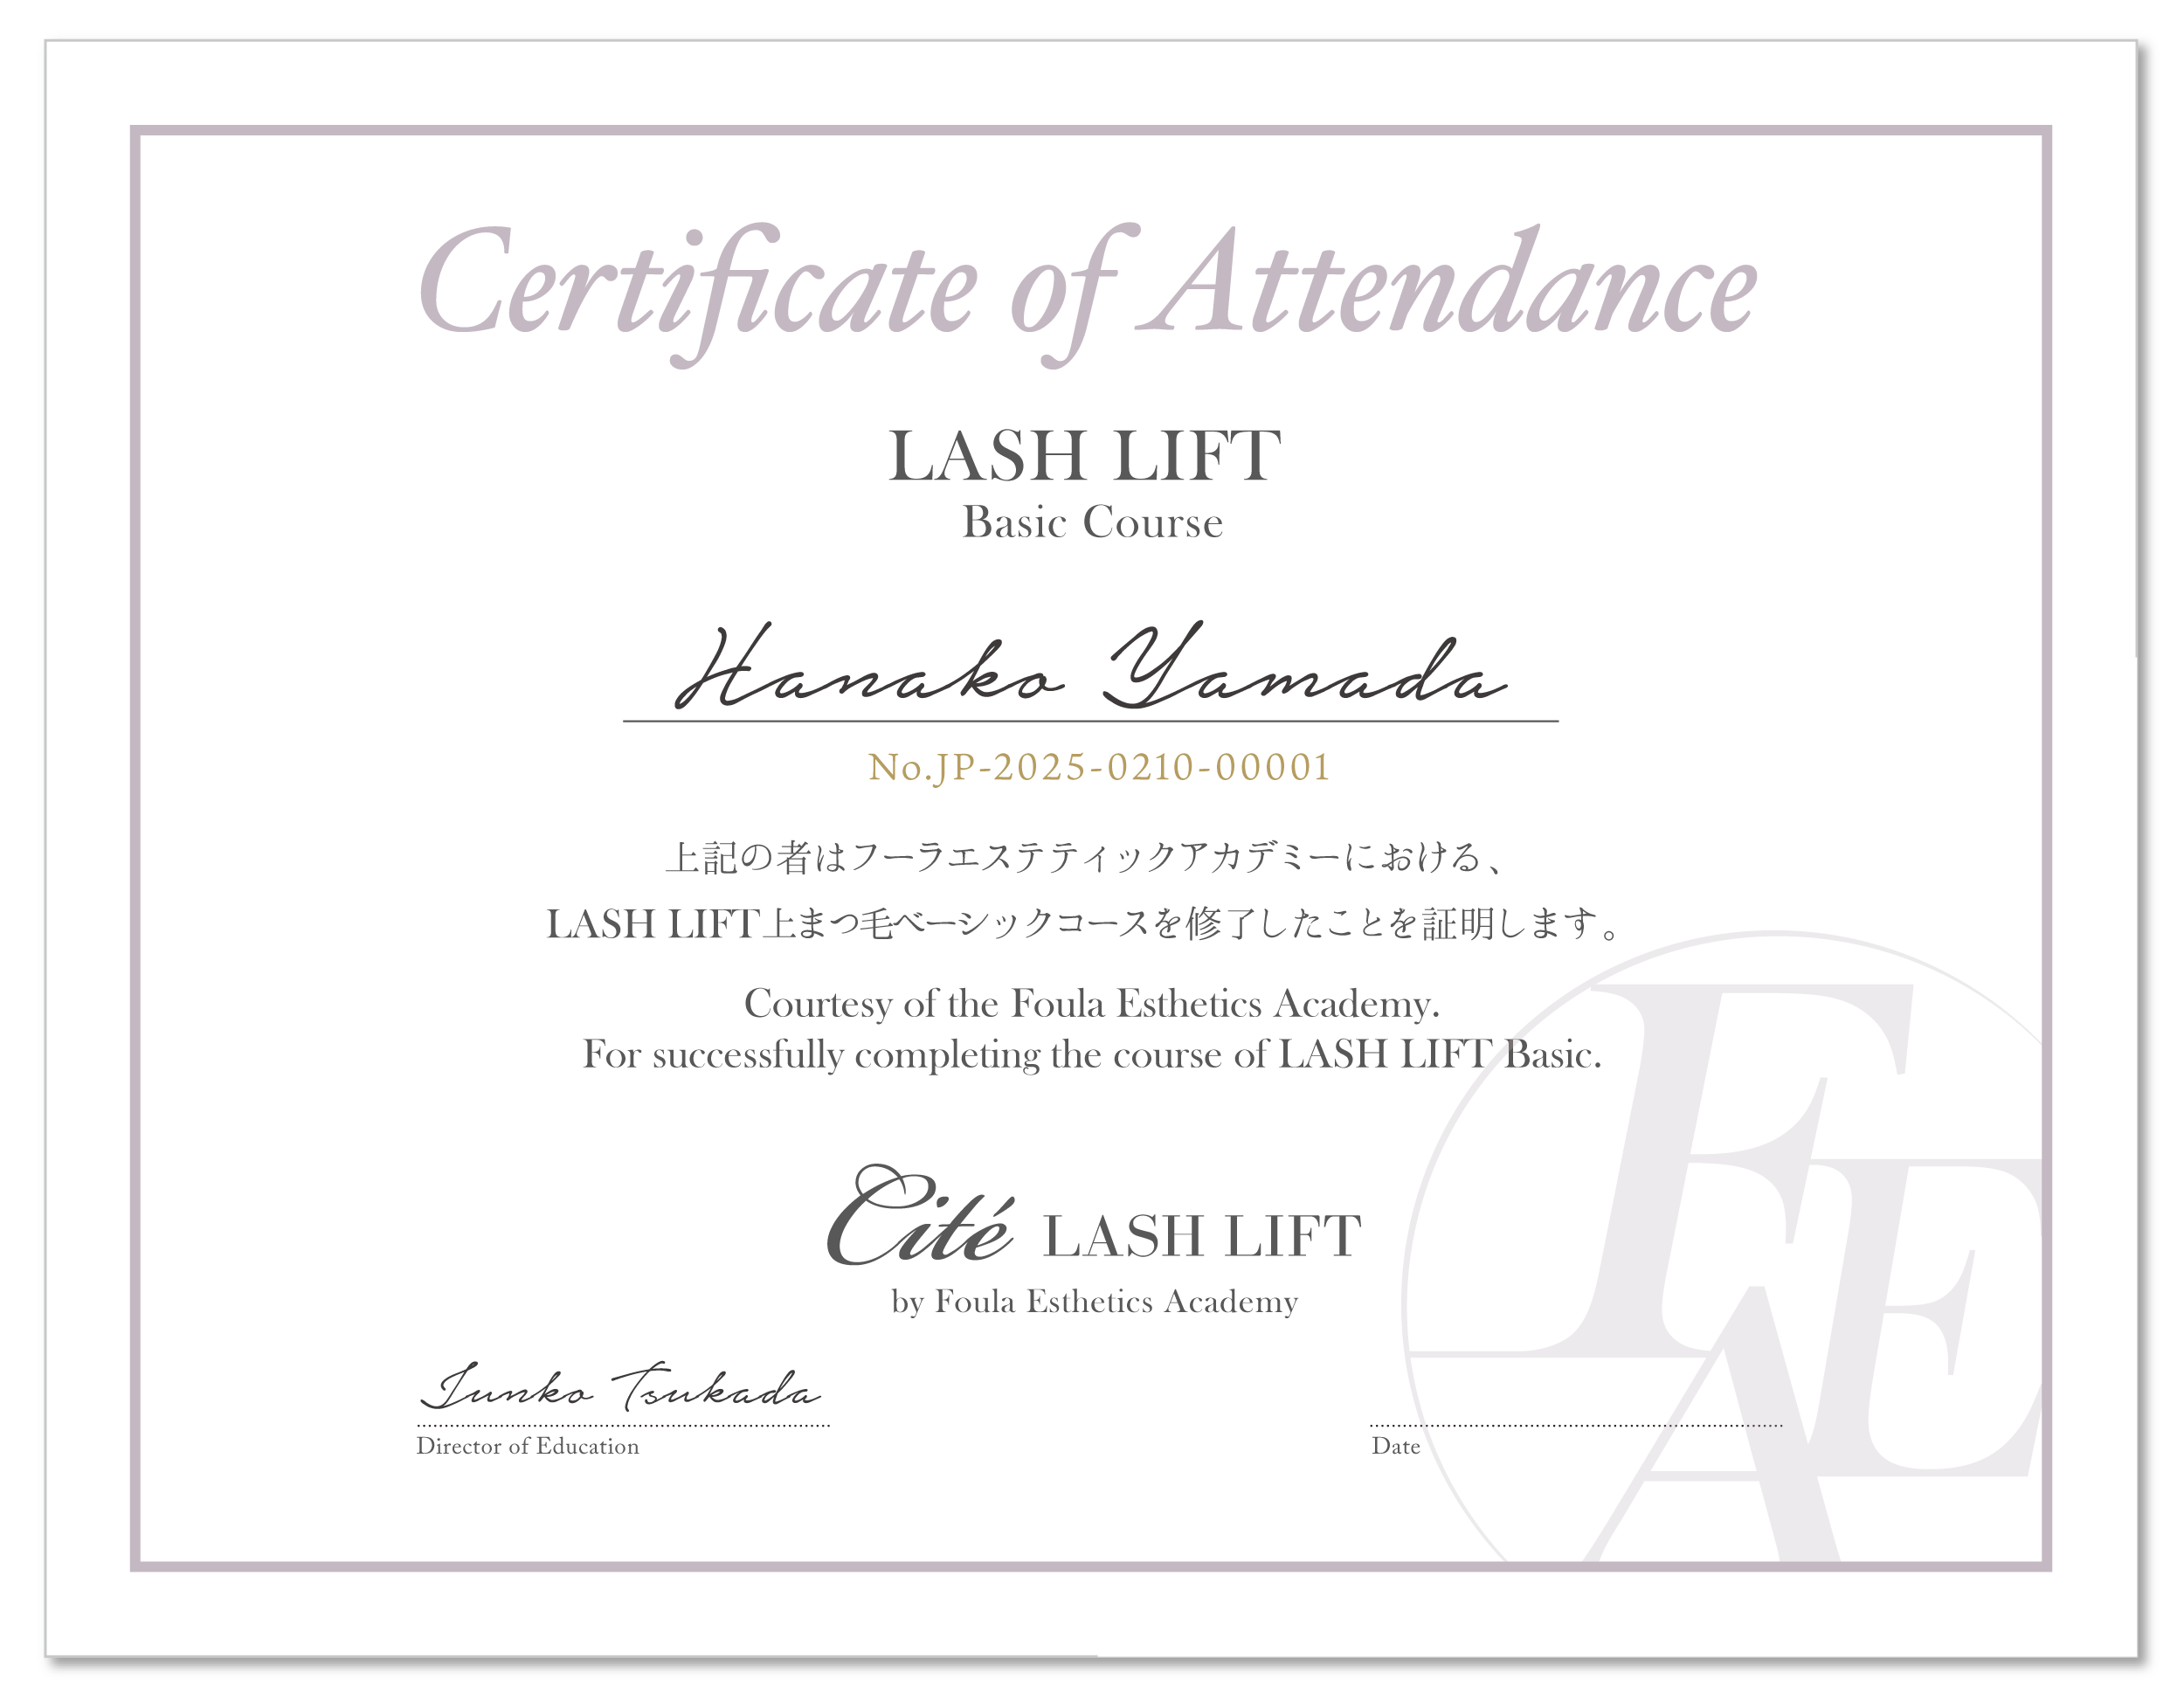 Certificate of Attendance
LASH LIFT
Basic Course
Hanako Yamada
No.JP-2025-0210-00001
上記の者はフーラエステティックアカデミーにおける、
LASH LIFT上まつ毛ベーシックコースを修了したことを証明します。
Courtesy of the Foula Esthetics Academy.
For successfully completing the course of LASH LIFT Basic.
Cité LASH LIFT
by Foula Esthetics Academy
Junko Tsukada
Director of Education
Date
FEA